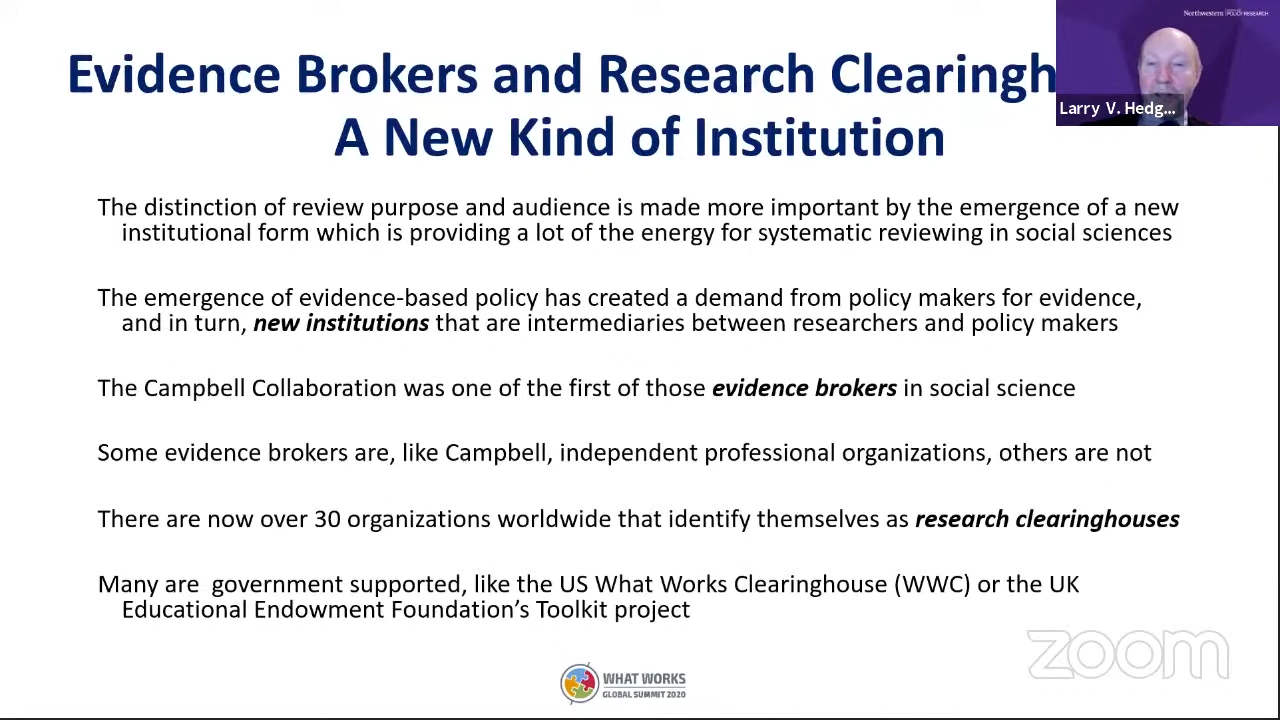 Evidence Brokers and Research Clearingh
A New Kind of Institution
Northwestern
POLICY RESEARCH
Larry V. Hedg...
The distinction of review purpose and audience is made more important by the emergence of a new
institutional form which is providing a lot of the energy for systematic reviewing in social sciences
The emergence of evidence-based policy has created a demand from policy makers for evidence,
and in turn, new institutions that are intermediaries between researchers and policy makers
The Campbell Collaboration was one of the first of those evidence brokers in social science
Some evidence brokers are, like Campbell, independent professional organizations, others are not
There are now over 30 organizations worldwide that identify themselves as research clearinghouses
Many are  government supported, like the US What Works Clearinghouse (WWC) or the UK
Educational Endowment Foundation’s Toolkit project
zoom
WHAT WORKS
GLOBAL SUMMIT 2020